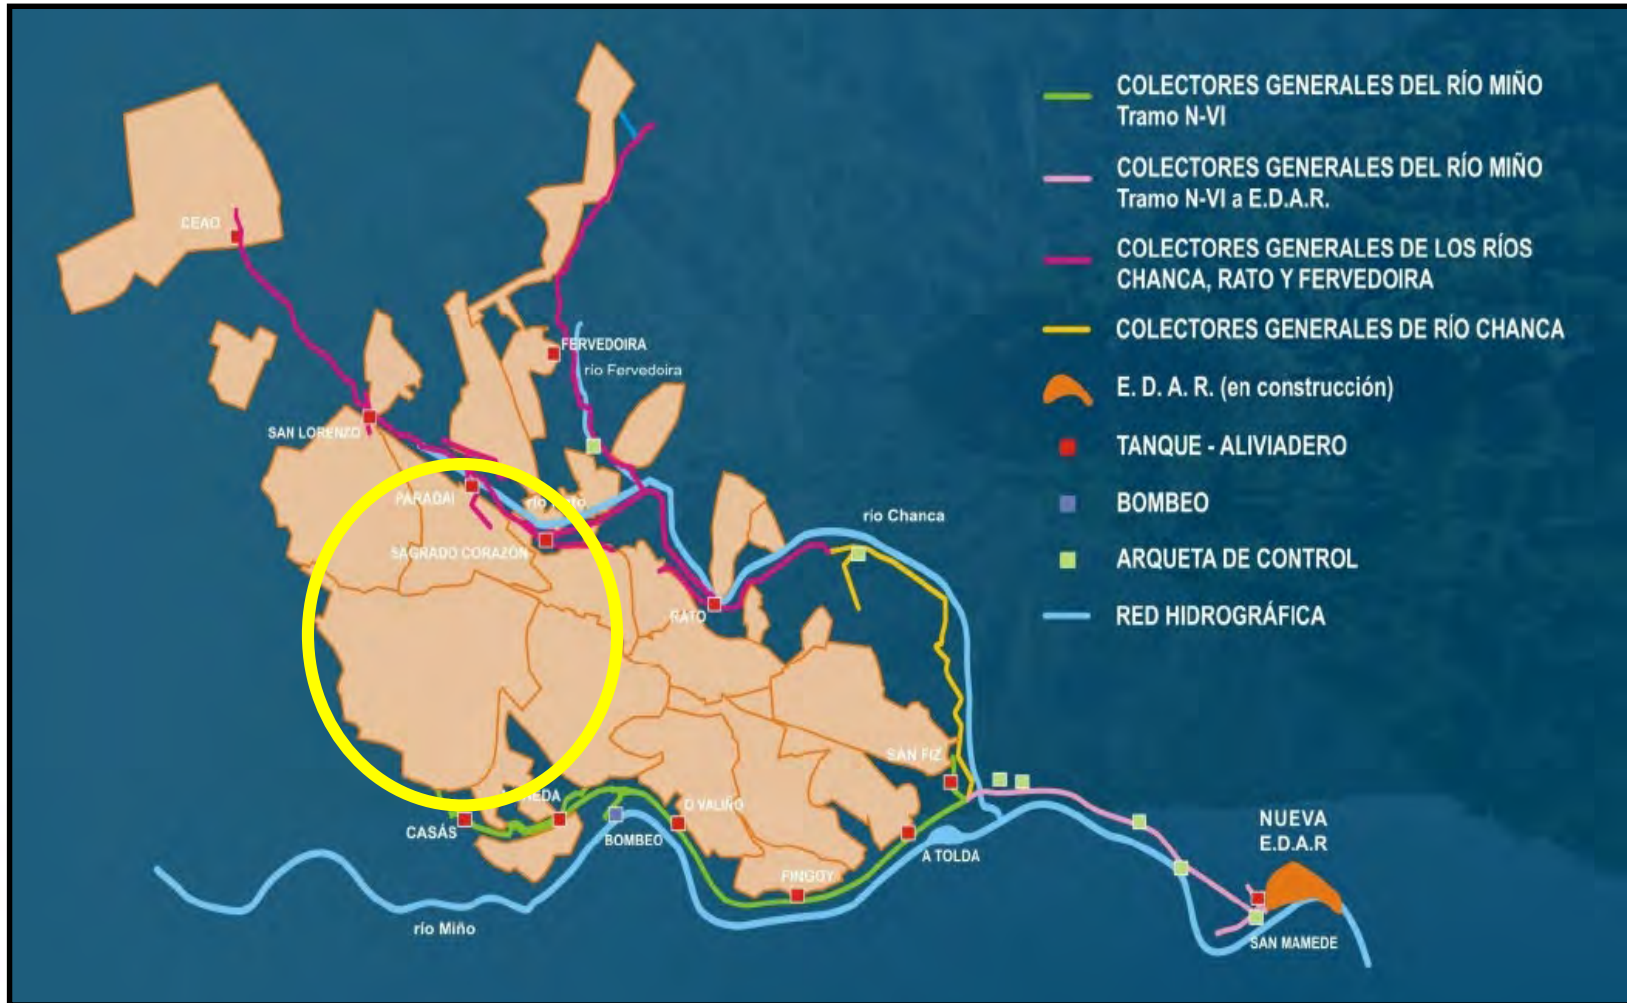 COLECTORES GENERALES DEL RÍO MIÑO
Tramo N-VI
COLECTORES GENERALES DEL RÍO MIÑO
Tramo N-VI a E.D.A.R.
COLECTORES GENERALES DE LOS RÍOS
CHANCA, RATO Y FERVEDOIRA
COLECTORES GENERALES DE RÍO CHANCA
E. D. A. R. (en construcción)
TANQUE - ALIVIADERO
BOMBEO
ARQUETA DE CONTROL
RED HIDROGRÁFICA
CEAO
FERVEDOIRA
río Fervedoira
SAN LORENZO
PARADAI
río Rato
SAGRADO CORAZÓN
río Chanca
RATO
SAN FIZ
CASÁS
O VALIÑO
BOMBEO
A TOLDA
FINGOY
río Miño
NUEVA
E.D.A.R
SAN MAMEDE